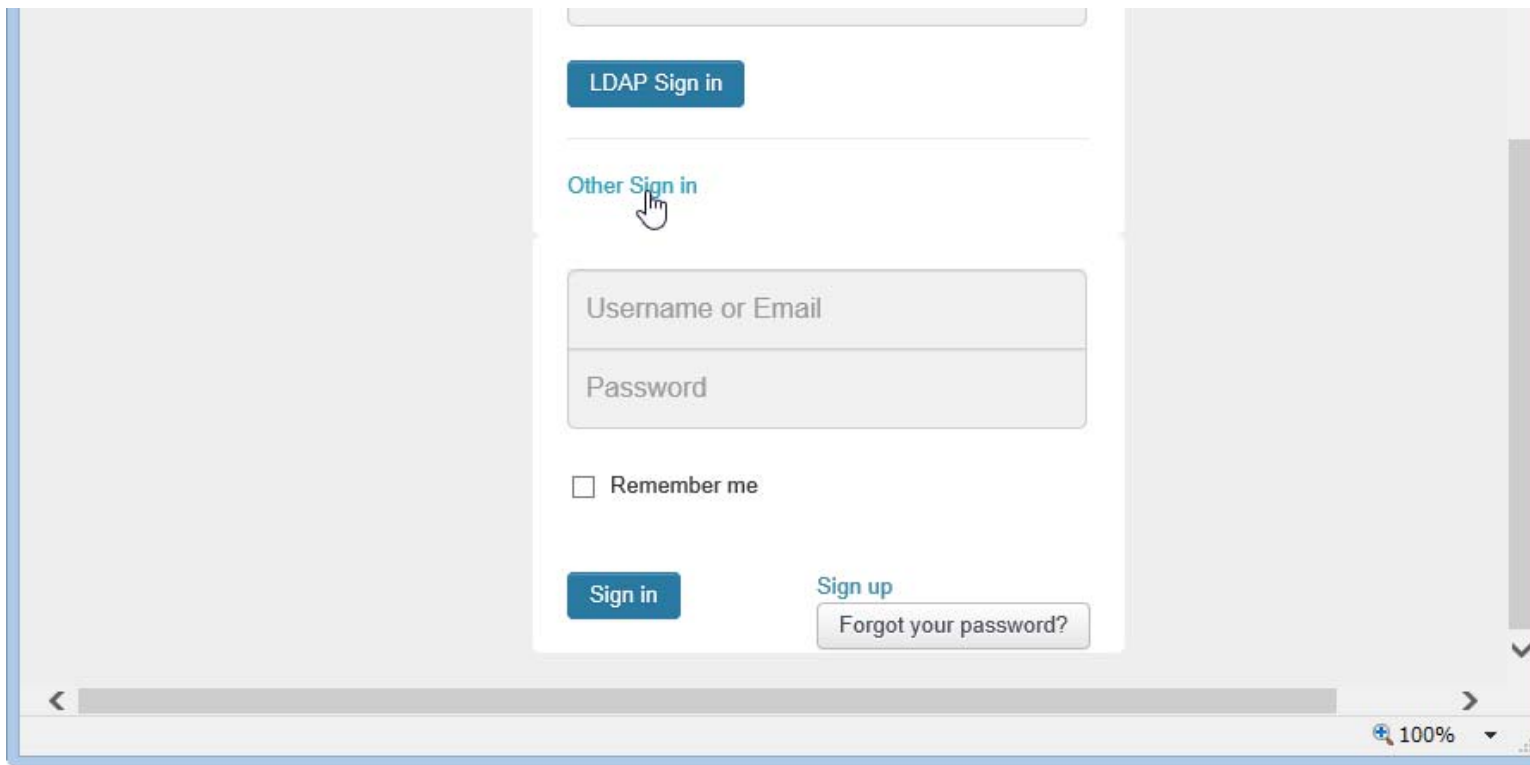 LDAP Sign in
Other Sign in
Username or Email
Password
Remember me
Sign in
Sign up
Forgot your password?
100%